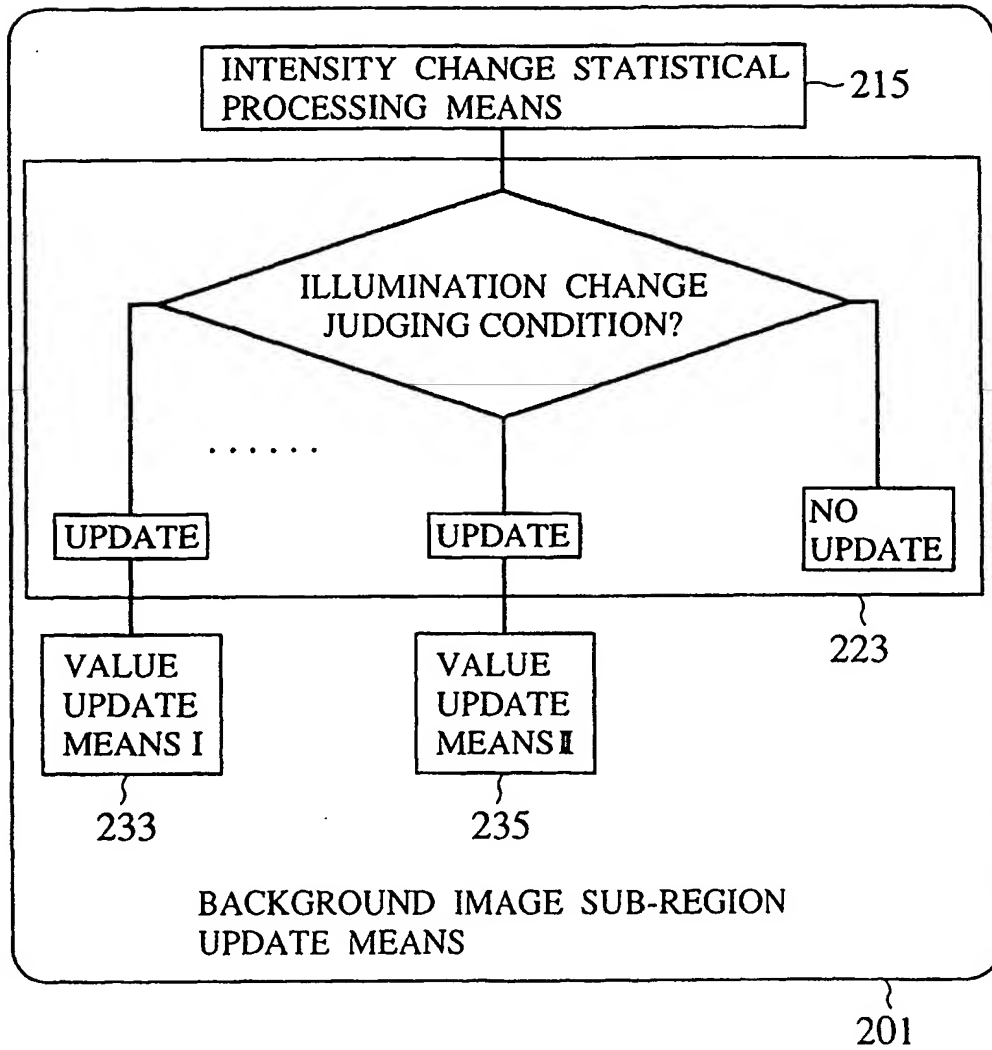 INTENSITY CHANGE STATISTICAL
PROCESSING MEANS
215
ILLUMINATION CHANGE
JUDGING CONDITION?
......
UPDATE
UPDATE
NO
UPDATE
223
VALUE
UPDATE
MEANS I
VALUE
UPDATE
MEANS II
233
235
BACKGROUND IMAGE SUB-REGION
UPDATE MEANS
201